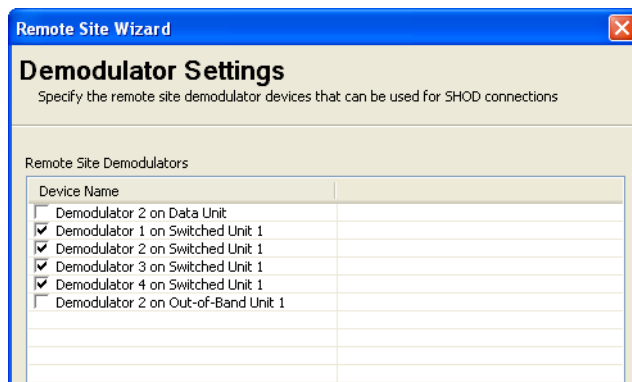 Remote Site Wizard
Demodulator Settings
Specify the remote site demodulator devices that can be used for SHOD connections
Remote Site Demodulators
Device Name
Demodulator 2 on Data Unit
Demodulator 1 on Switched Unit 1
Demodulator 2 on Switched Unit 1
Demodulator 3 on Switched Unit 1
Demodulator 4 on Switched Unit 1
Demodulator 2 on Out-of-Band Unit 1